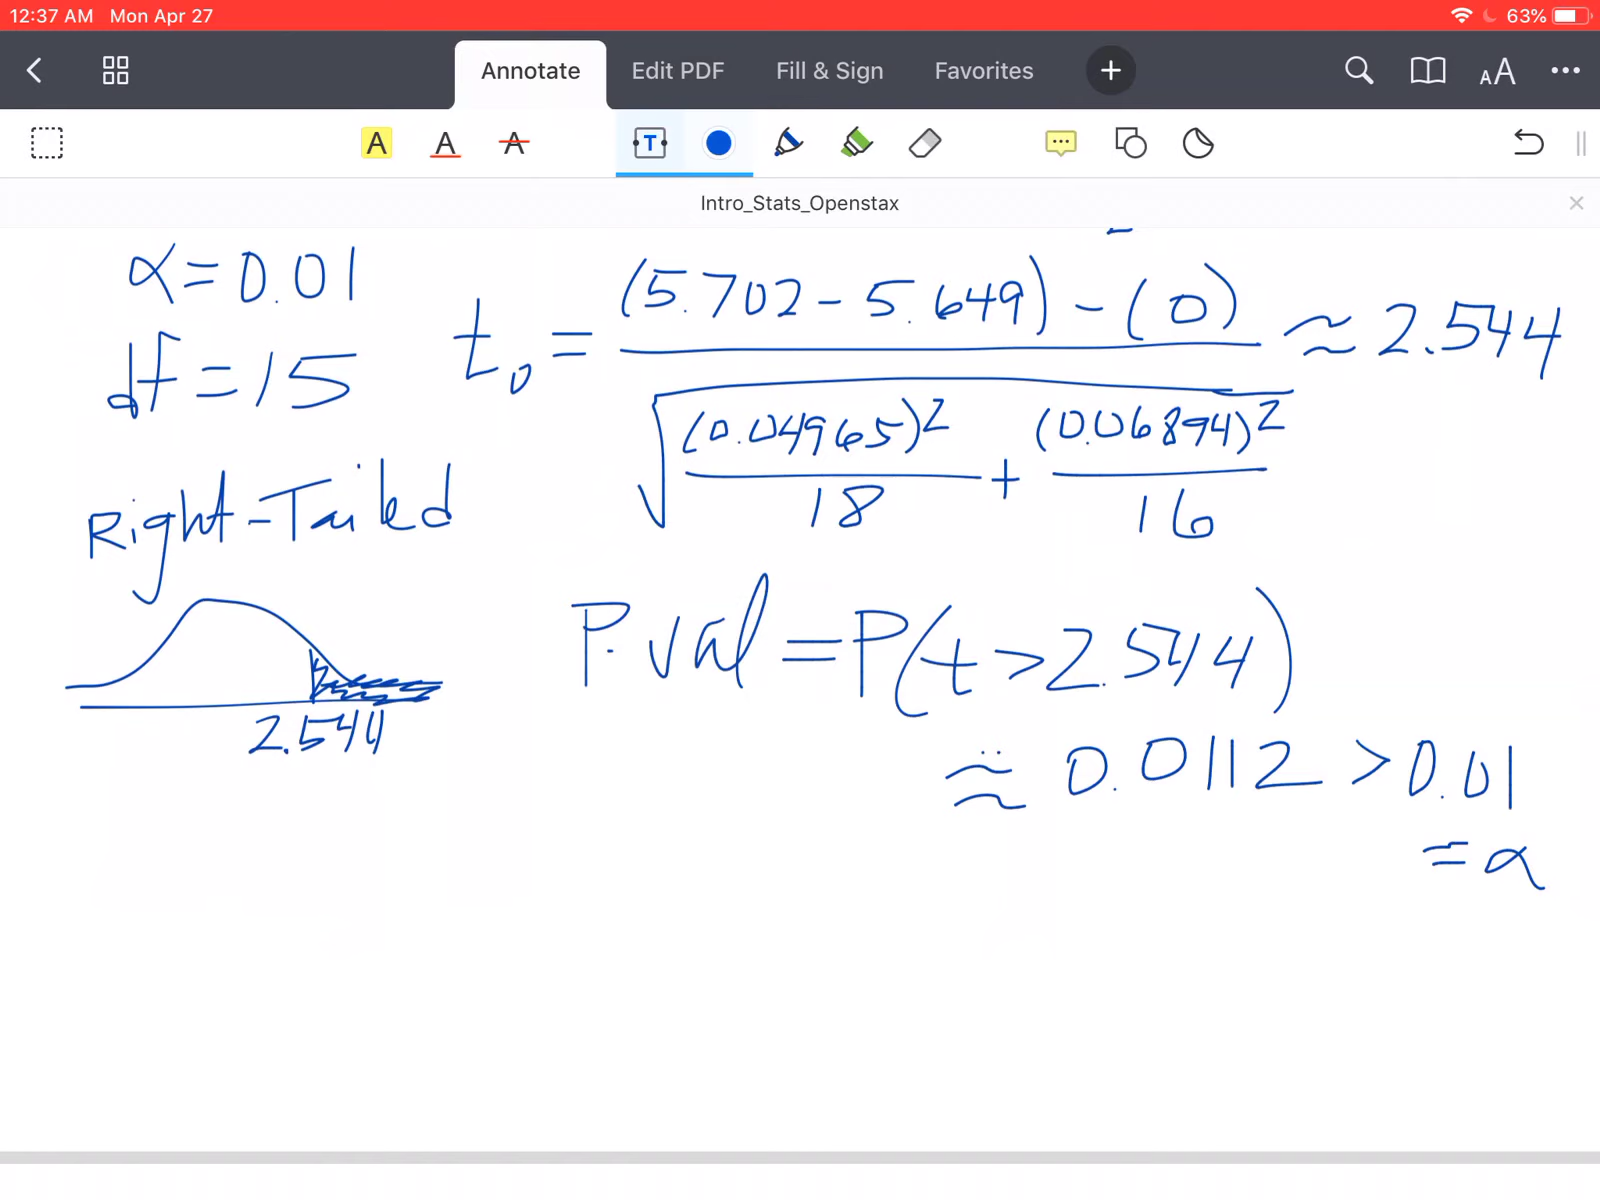 12:37 AM Mon Apr 27 63%
Annotate Edit PDF Fill & Sign Favorites + AA
A A A T
Intro_Stats_Openstax
α = 0.01
df = 15
t₀ = (5.702 - 5.649) - (0) ≈ 2.544
√ (0.04965)² + (0.06894)²
18 16
Right-Tailed
2.544
P.val = P(t > 2.544)
≈ 0.0112 > 0.01
= α